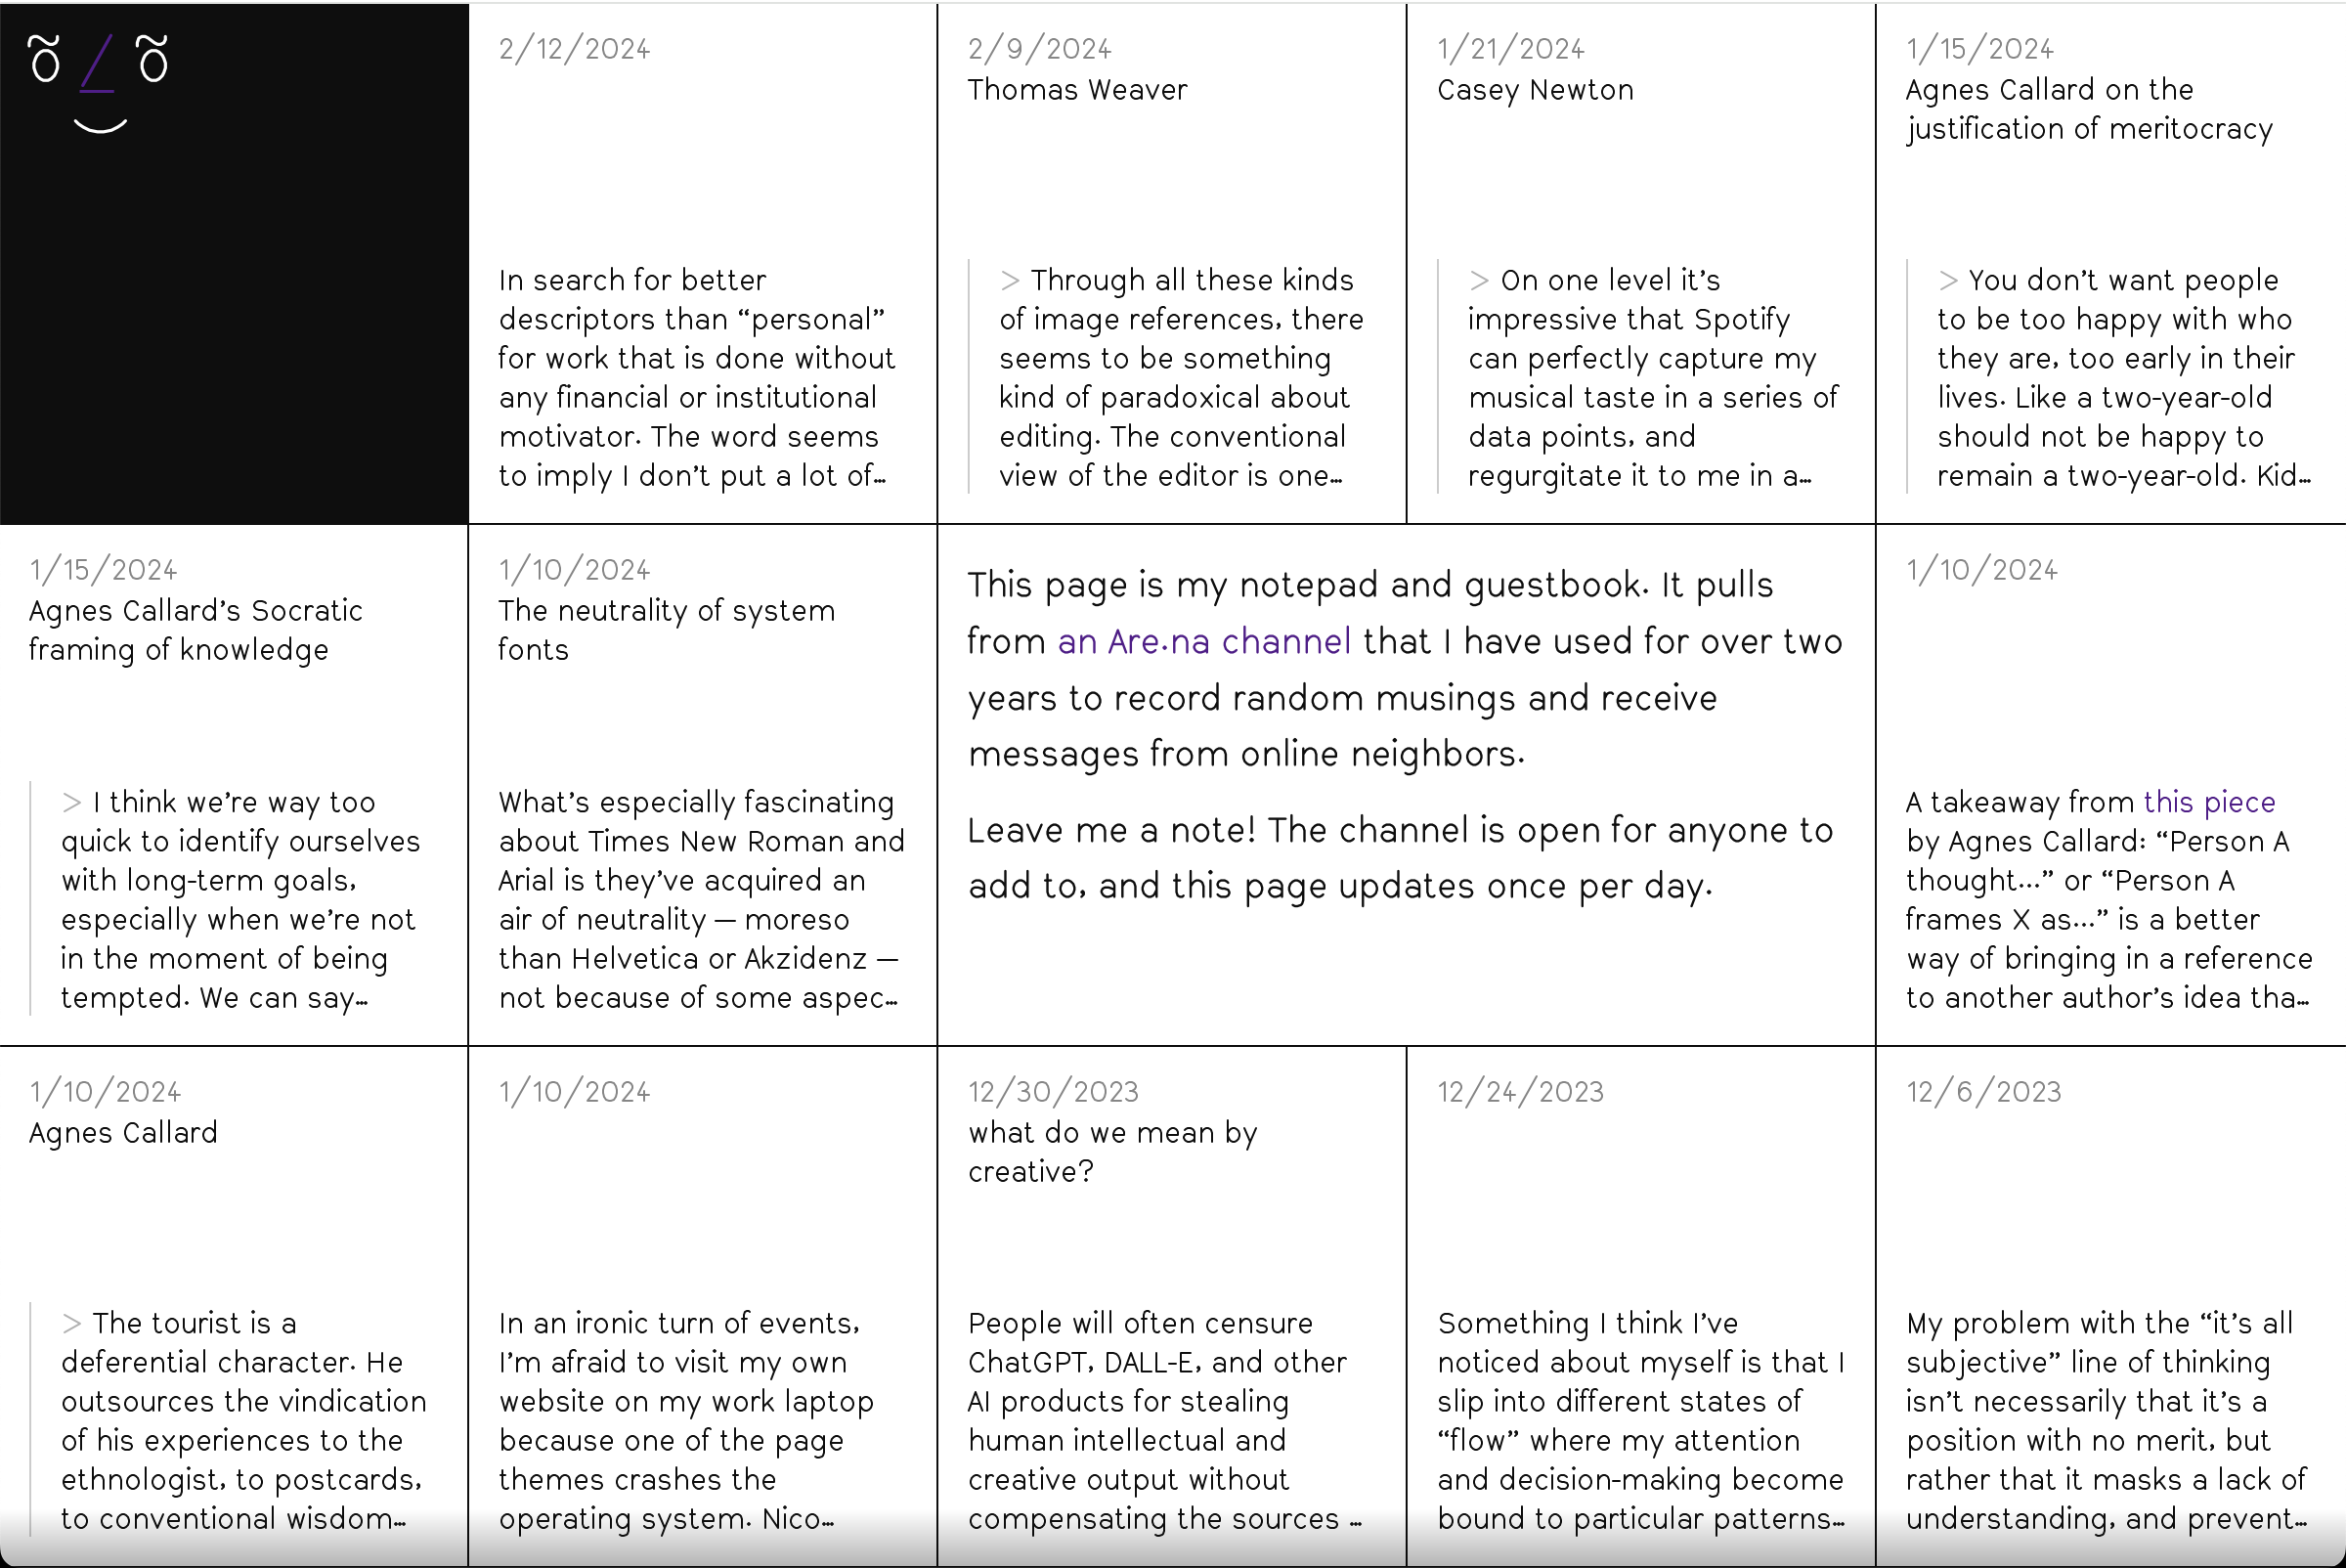 õ / õ
2/12/2024
In search for better
descriptors than “personal”
for work that is done without
any financial or institutional
motivator. The word seems
to imply I don’t put a lot of…
2/9/2024
Thomas Weaver
> Through all these kinds
of image references, there
seems to be something
kind of paradoxical about
editing. The conventional
view of the editor is one…
1/21/2024
Casey Newton
> On one level it’s
impressive that Spotify
can perfectly capture my
musical taste in a series of
data points, and
regurgitate it to me in a…
1/15/2024
Agnes Callard on the
justification of meritocracy
> You don’t want people
to be too happy with who
they are, too early in their
lives. Like a two-year-old
should not be happy to
remain a two-year-old. Kid…
1/15/2024
Agnes Callard’s Socratic
framing of knowledge
> I think we’re way too
quick to identify ourselves
with long-term goals,
especially when we’re not
in the moment of being
tempted. We can say…
1/10/2024
The neutrality of system
fonts
What’s especially fascinating
about Times New Roman and
Arial is they’ve acquired an
air of neutrality — moreso
than Helvetica or Akzidenz —
not because of some aspec…
This page is my notepad and guestbook. It pulls
from an Are.na channel that I have used for over two
years to record random musings and receive
messages from online neighbors.
Leave me a note! The channel is open for anyone to
add to, and this page updates once per day.
1/10/2024
A takeaway from this piece
by Agnes Callard: “Person A
thought…” or “Person A
frames X as…” is a better
way of bringing in a reference
to another author’s idea tha…
1/10/2024
Agnes Callard
> The tourist is a
deferential character. He
outsources the vindication
of his experiences to the
ethnologist, to postcards,
to conventional wisdom…
1/10/2024
In an ironic turn of events,
I’m afraid to visit my own
website on my work laptop
because one of the page
themes crashes the
operating system. Nico…
12/30/2023
what do we mean by
creative?
People will often censure
ChatGPT, DALL-E, and other
AI products for stealing
human intellectual and
creative output without
compensating the sources …
12/24/2023
Something I think I’ve
noticed about myself is that I
slip into different states of
“flow” where my attention
and decision-making become
bound to particular patterns…
12/6/2023
My problem with the “it’s all
subjective” line of thinking
isn’t necessarily that it’s a
position with no merit, but
rather that it masks a lack of
understanding, and prevent…